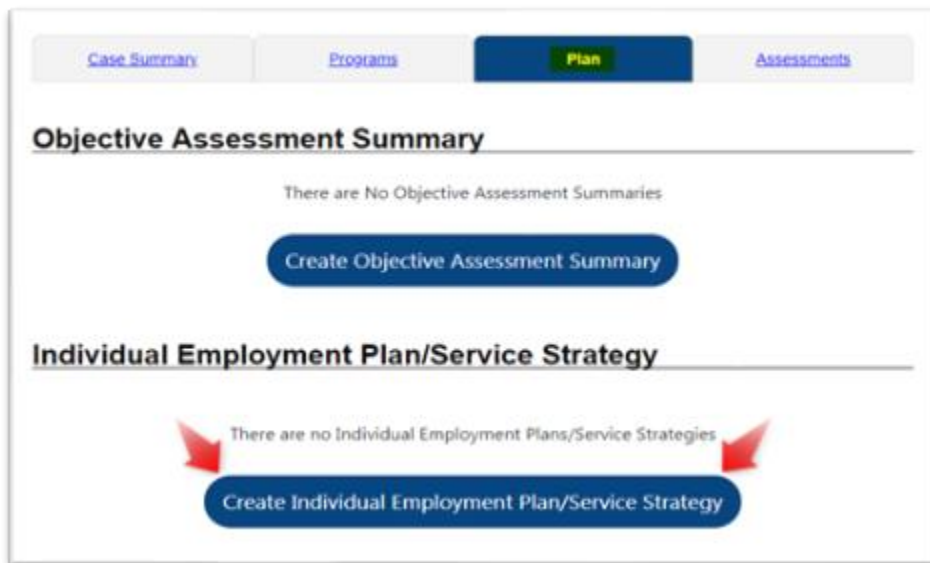 Case Summary Programs Plan Assessments
Objective Assessment Summary
There are No Objective Assessment Summaries
Create Objective Assessment Summary
Individual Employment Plan/Service Strategy
There are no Individual Employment Plans/Service Strategies
Create Individual Employment Plan/Service Strategy